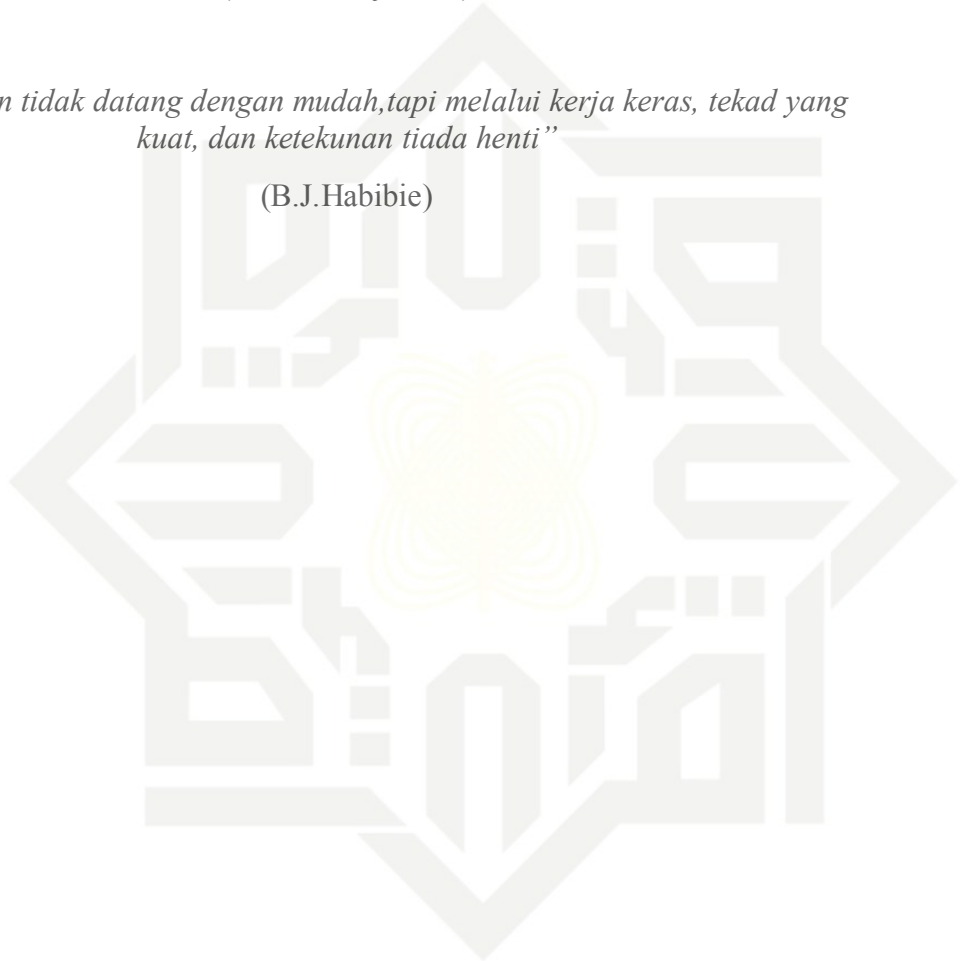 n tidak datang dengan mudah,tapi melalui kerja keras, tekad yang
kuat, dan ketekunan tiada henti”
(B.J.Habibie)